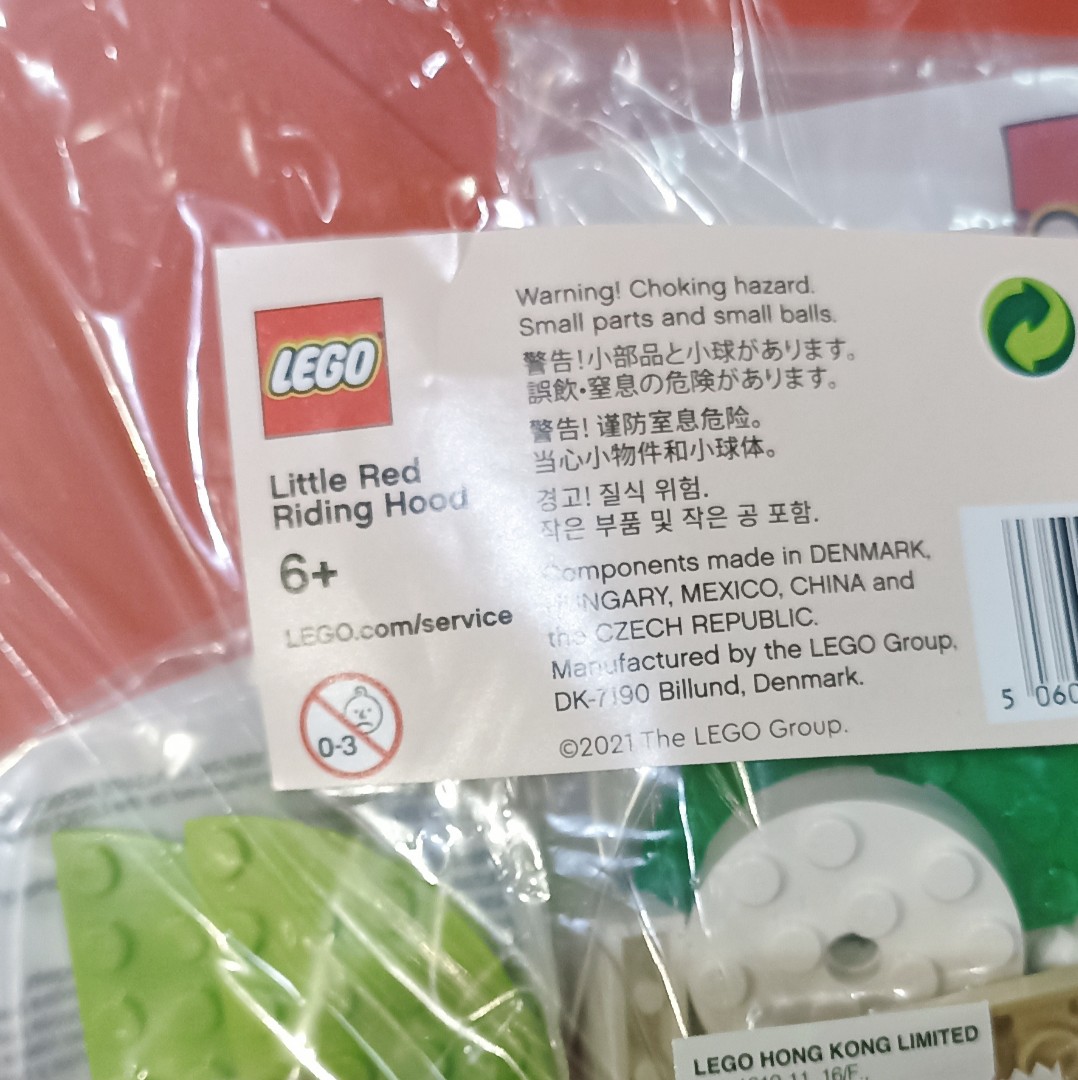 LEGO
Little Red
Riding Hood
6+
LEGO.com/service
0-3
Warning! Choking hazard.
Small parts and small balls.
警告!小部品と小球があります。
誤飲・窒息の危険があります。
警告! 谨防窒息危险。
当心小物件和小球体。
경고! 질식 위험.
작은 부품 및 작은 공 포함.
Components made in DENMARK,
HUNGARY, MEXICO, CHINA and
the CZECH REPUBLIC.
Manufactured by the LEGO Group,
DK-7190 Billund, Denmark.
©2021 The LEGO Group.
5 060
LEGO HONG KONG LIMITED
16/F.,